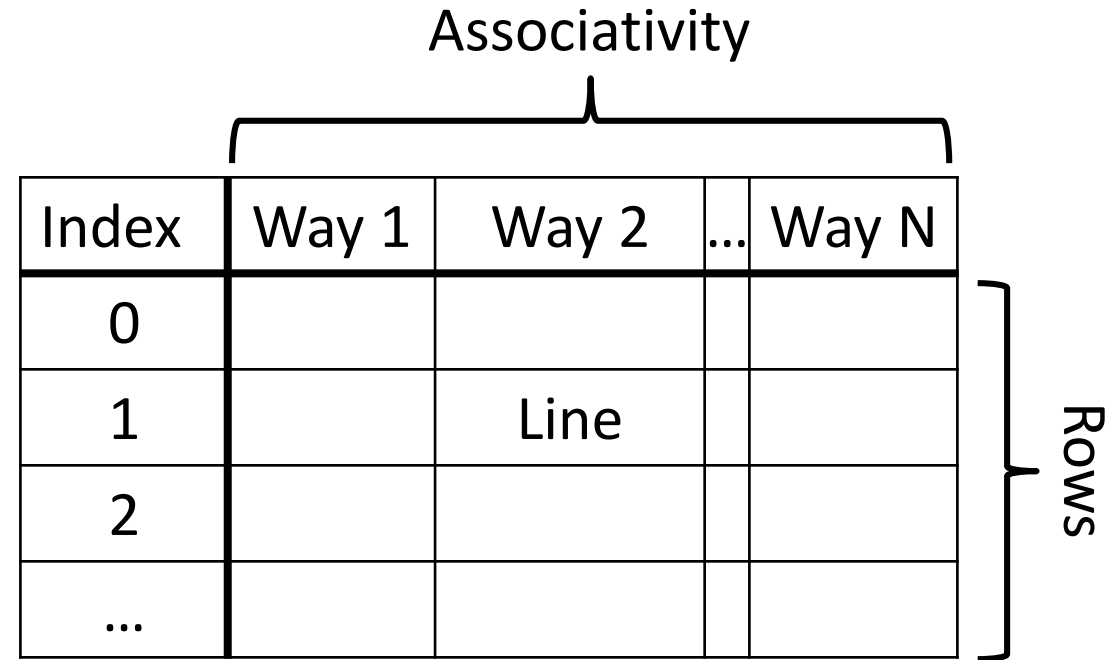 Associativity
Index Way 1 Way 2 ... Way N
0
1 Line
2
...
Rows